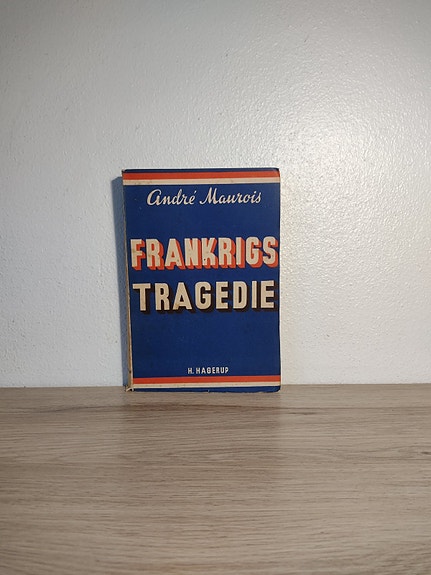 André Maurois
FRANKRIGS
TRAGEDIE
H. HAGERUP